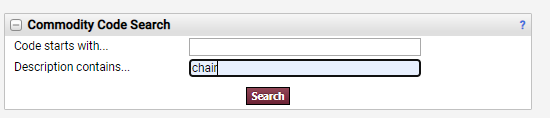 Commodity Code Search ?
Code starts with...
Description contains... chair
Search